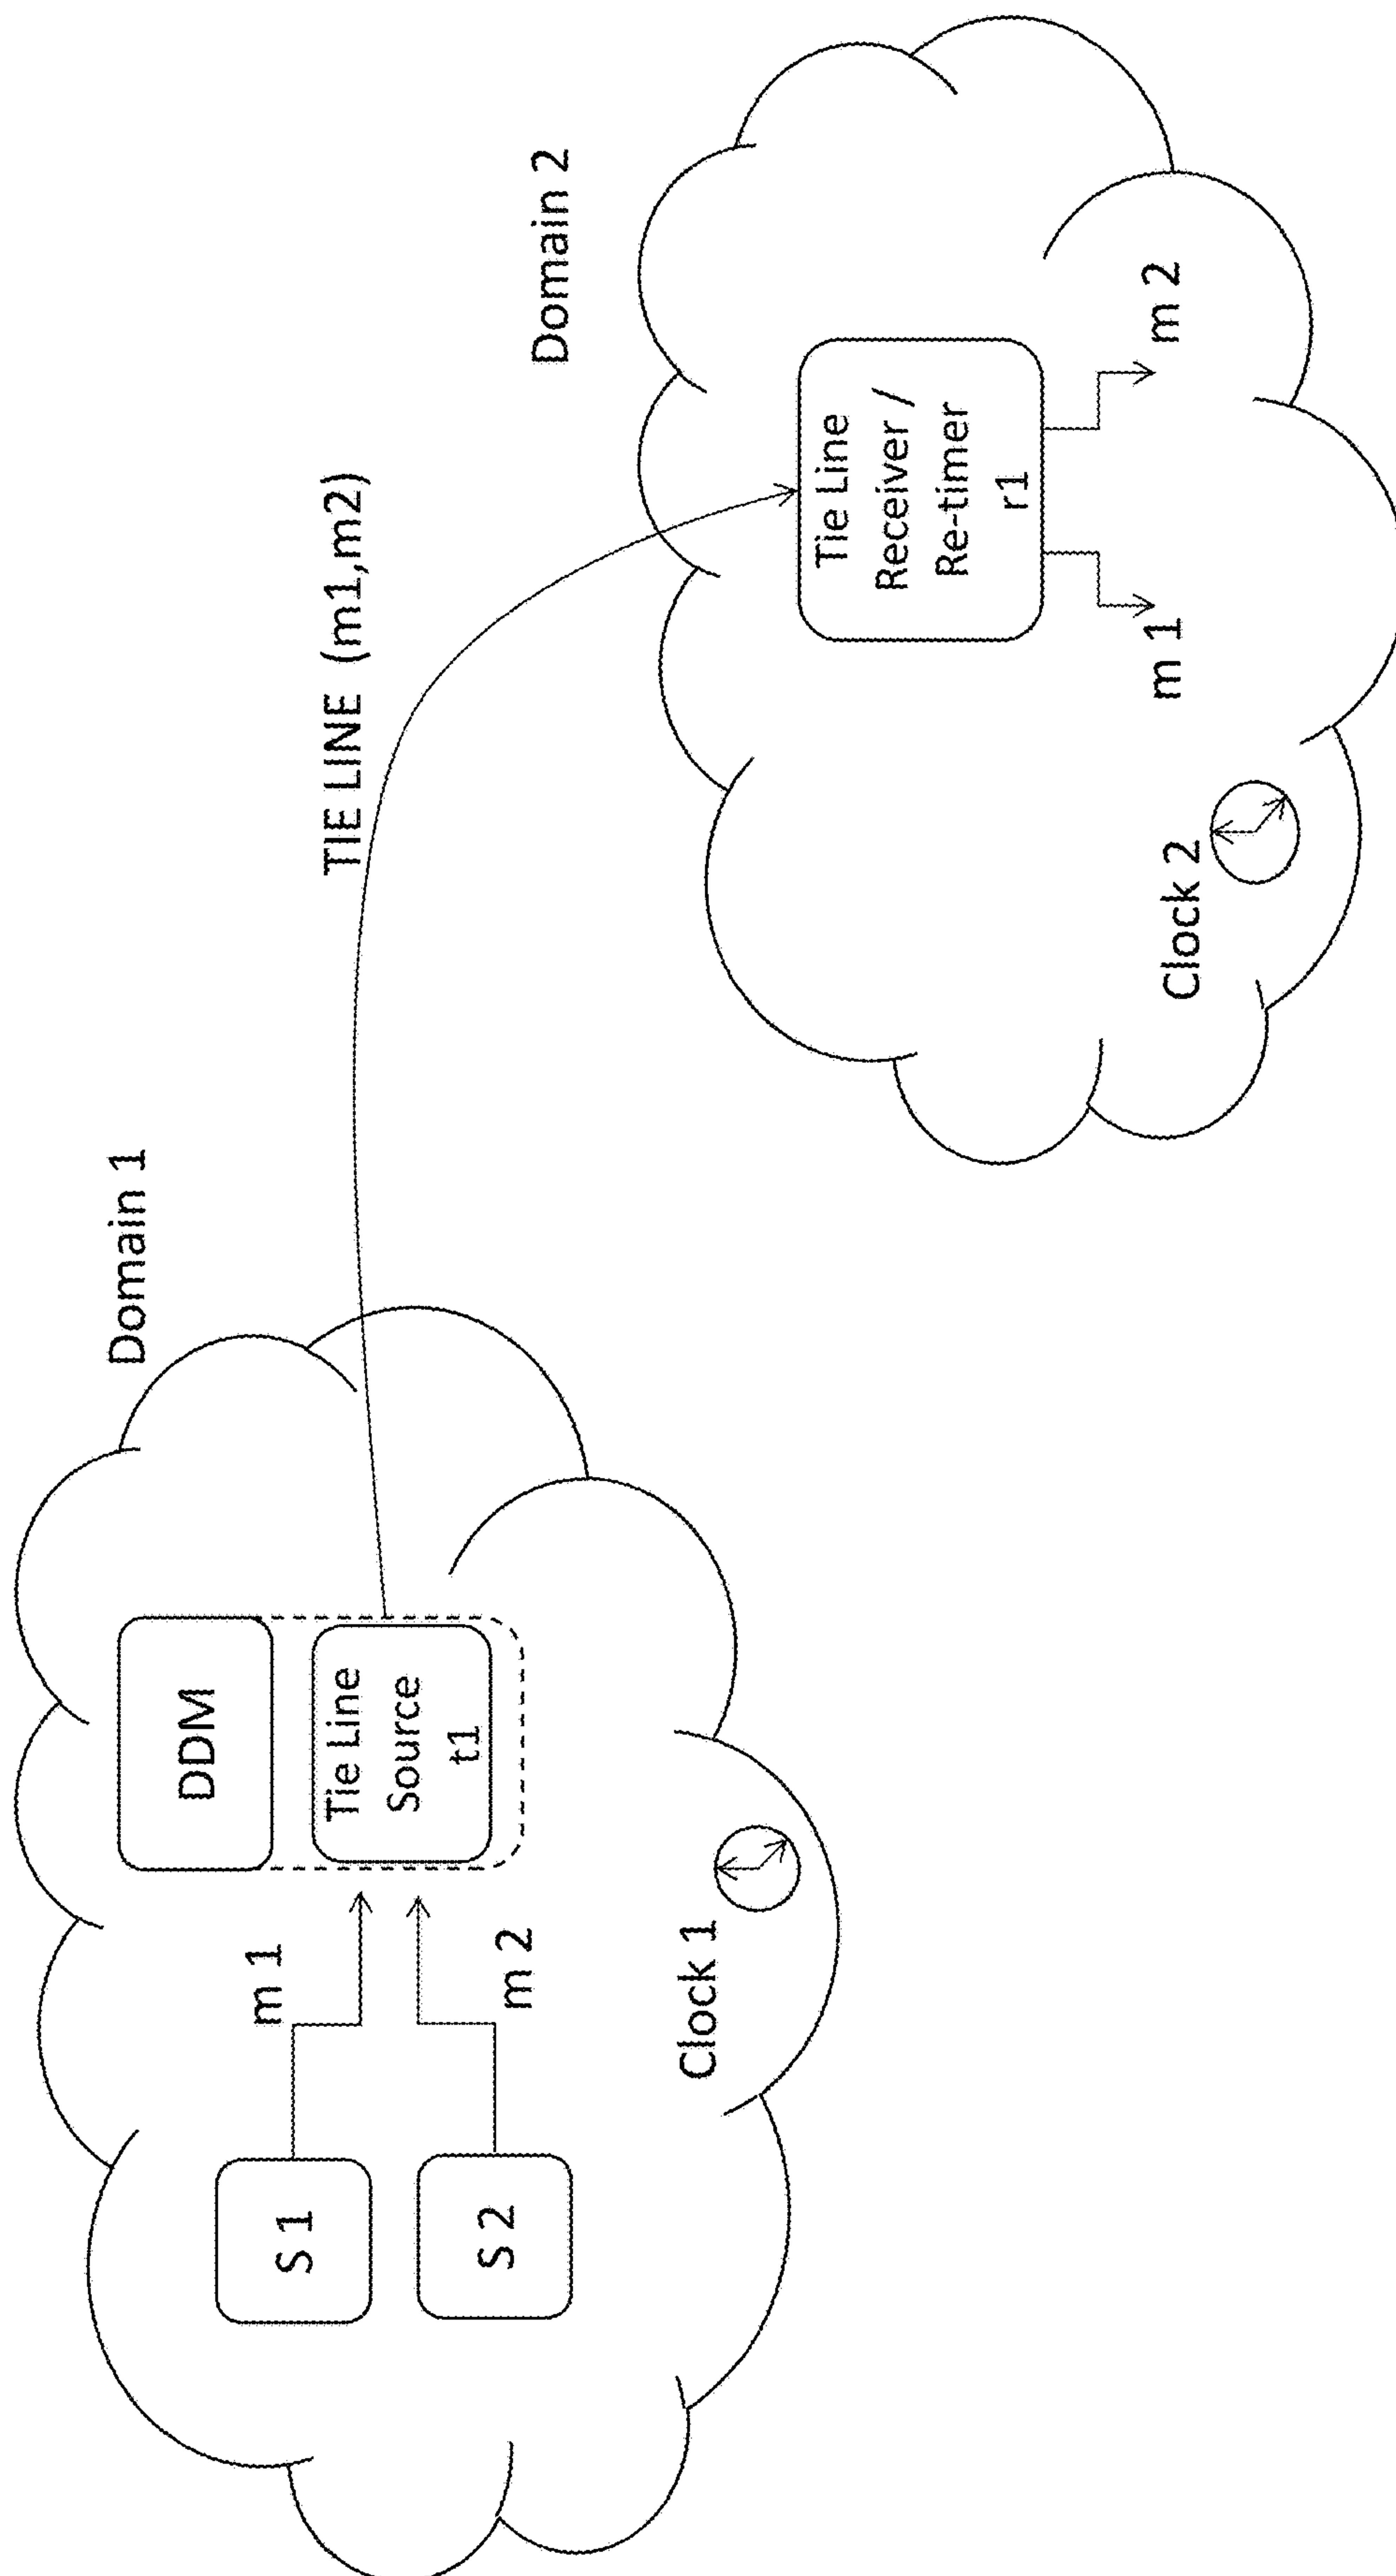 Domain 1
DDM
Tie Line
Source
t1
m 1
m 2
S 1
S 2
Clock 1
TIE LINE (m1,m2)
Domain 2
Tie Line
Receiver /
Re-timer
r1
m 1
m 2
Clock 2